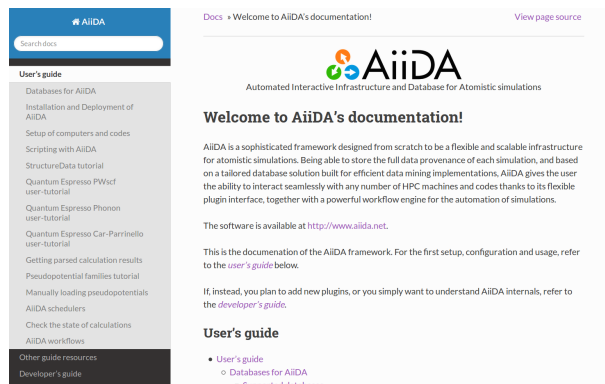 AiiDA
Search docs
User's guide
Databases for AiiDA
Installation and Deployment of
AiiDA
Setup of computers and codes
Scripting with AiiDA
StructureData tutorial
Quantum Espresso PWscf
user-tutorial
Quantum Espresso Phonon
user-tutorial
Quantum Espresso Car-Parrinello
user-tutorial
Getting parsed calculation results
Pseudopotential families tutorial
Manually loading pseudopotentials
AiiDA schedulers
Check the state of calculations
AiiDA workflows
Other guide resources
Developer's guide
Docs » Welcome to AiiDA's documentation!
View page source
AiiDA
Automated Interactive Infrastructure and Database for Atomistic simulations
Welcome to AiiDA's documentation!
AiiDA is a sophisticated framework designed from scratch to be a flexible and scalable infrastructure
for atomistic simulations. Being able to store the full data provenance of each simulation, and based
on a tailored database solution built for efficient data mining implementations, AiiDA gives the user
the ability to interact seamlessly with any number of HPC machines and codes thanks to its flexible
plugin interface, together with a powerful workflow engine for the automation of simulations.
The software is available at http://www.aiida.net.
This is the documenation of the AiiDA framework. For the first setup, configuration and usage, refer
to the user's guide below.
If, instead, you plan to add new plugins, or you simply want to understand AiiDA internals, refer to
the developer's guide.
User's guide
User's guide
Databases for AiiDA